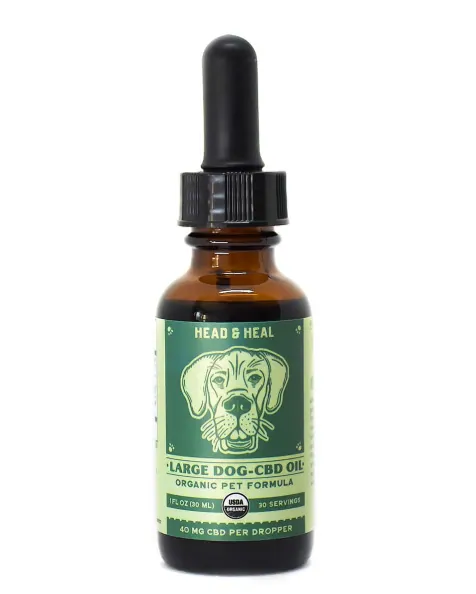 HEAD & HEAL
LARGE DOG-CBD OIL
ORGANIC PET FORMULA
1 FL OZ (30 ML) USDA ORGANIC 30 SERVINGS
40 MG CBD PER DROPPER